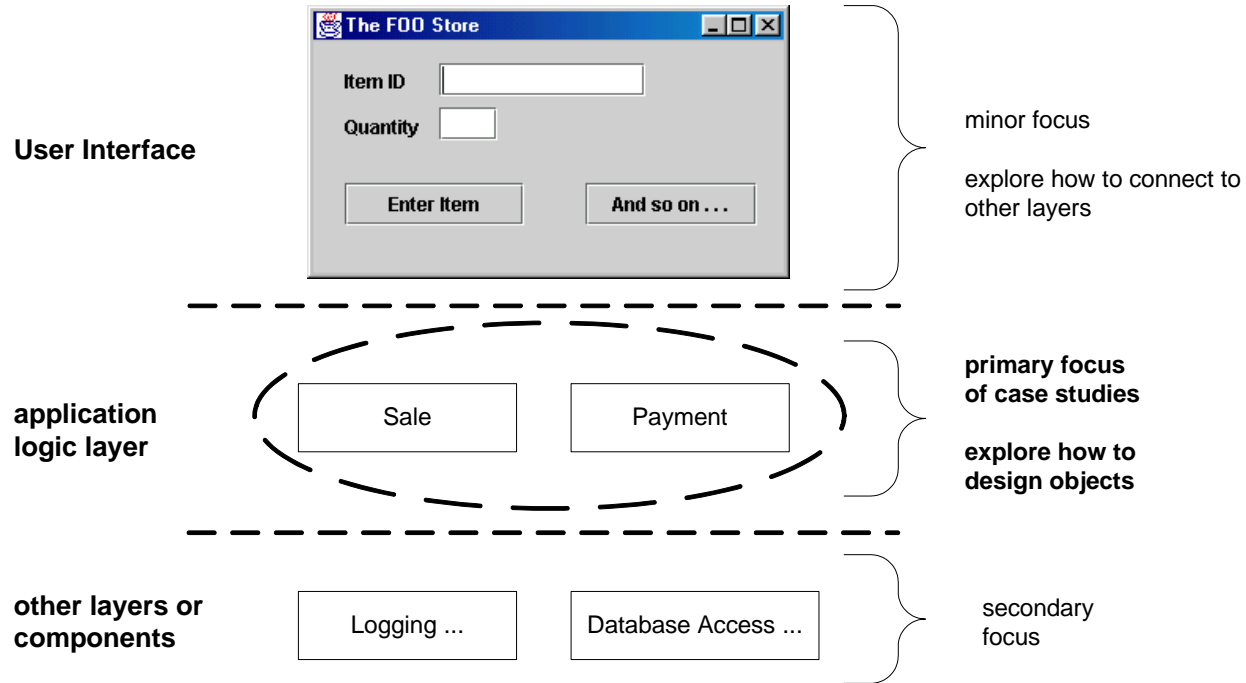 The FOO Store
Item ID
Quantity
Enter Item
And so on . . .
User Interface
minor focus
explore how to connect to
other layers
application
logic layer
Sale
Payment
primary focus
of case studies
explore how to
design objects
other layers or
components
Logging ...
Database Access ...
secondary
focus